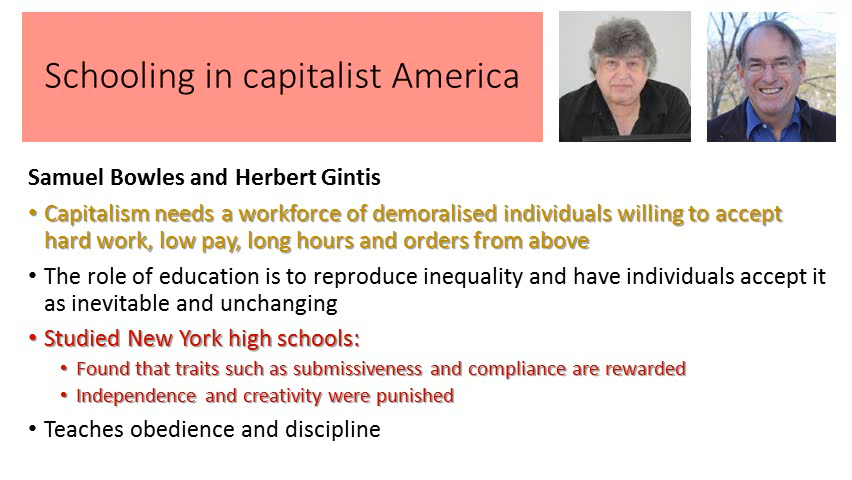 Schooling in capitalist America
Samuel Bowles and Herbert Gintis
• Capitalism needs a workforce of demoralised individuals willing to accept
hard work, low pay, long hours and orders from above
• The role of education is to reproduce inequality and have individuals accept it
as inevitable and unchanging
• Studied New York high schools:
• Found that traits such as submissiveness and compliance are rewarded
• Independence and creativity were punished
• Teaches obedience and discipline